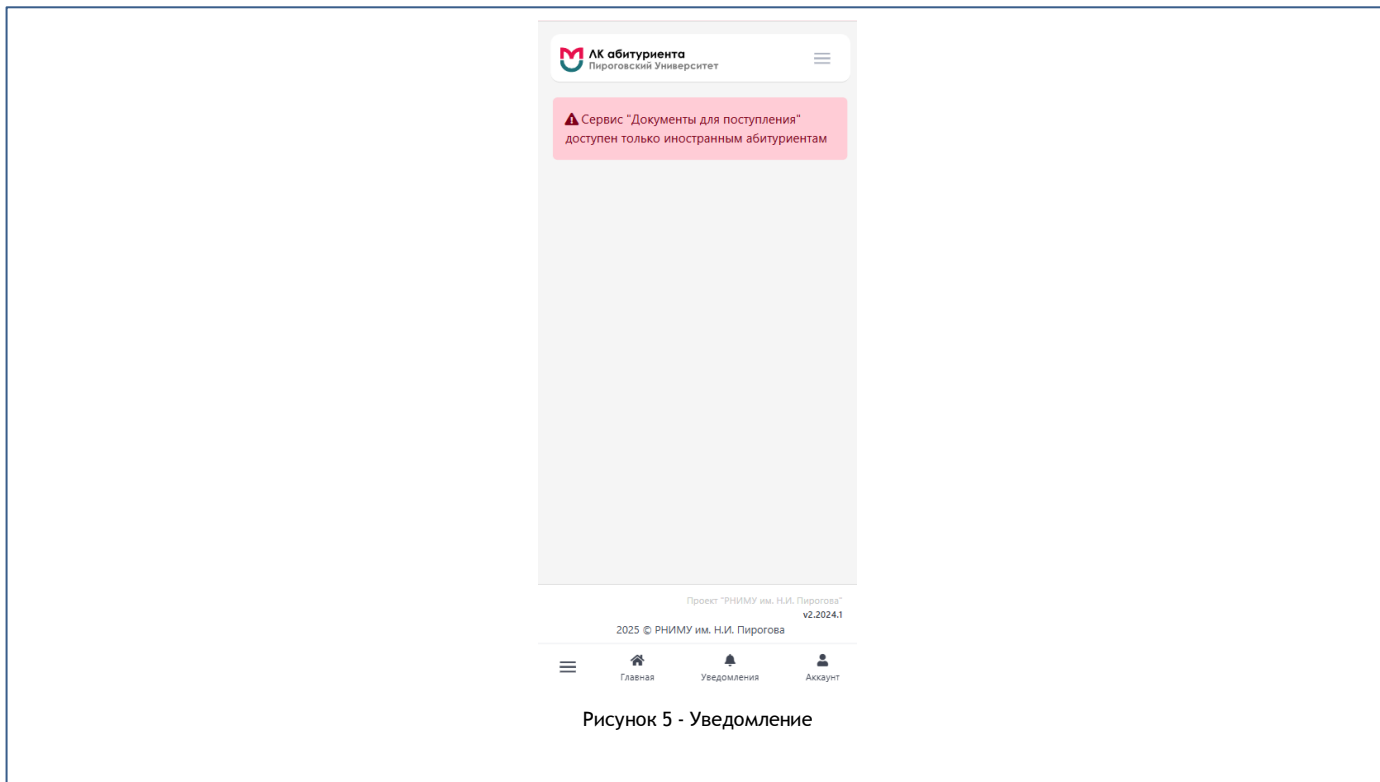 ЛК абитуриента
Пироговский Университет
Сервис "Документы для поступления"
доступен только иностранным абитуриентам
Проект "РНИМУ им. Н.И. Пирогова"
v2.2024.1
2025 © РНИМУ им. Н.И. Пирогова
Главная
Уведомления
Аккаунт
Рисунок 5 - Уведомление